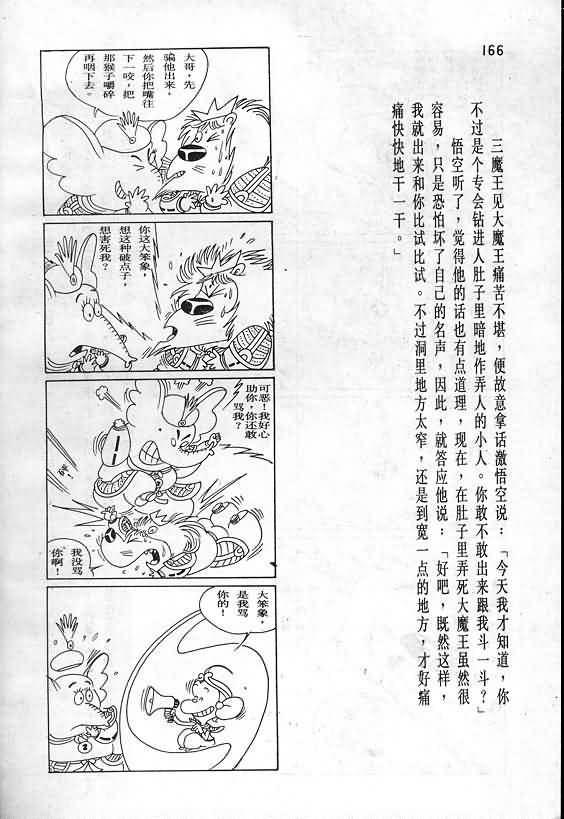 166
三魔王见大魔王痛苦不堪，便故意拿话激悟空说：「今天我才知道，你
不过是个专会钻进人肚子里暗地作弄人的小人。你敢不敢出来跟我斗一斗？」
悟空听了，觉得他的话也有点道理，现在，在肚子里弄死大魔王虽然很
容易，只是恐怕坏了自己的名声，因此，就答应他说：「好吧，既然这样，
我就出来和你比试比试。不过洞里地方太窄，还是到宽一点的地方，才好痛
痛快快地干一干。」
大哥，先
骗他出来，
然后你把嘴往
下一咬，把
那猴子嚼碎
再咽下去。
你这大笨象，
想这种破点子，
想害死我？
可恶！我好心
助你，你还敢
骂我？
砰！
我没骂
你啊！
大笨象，
是我骂
你的！
2